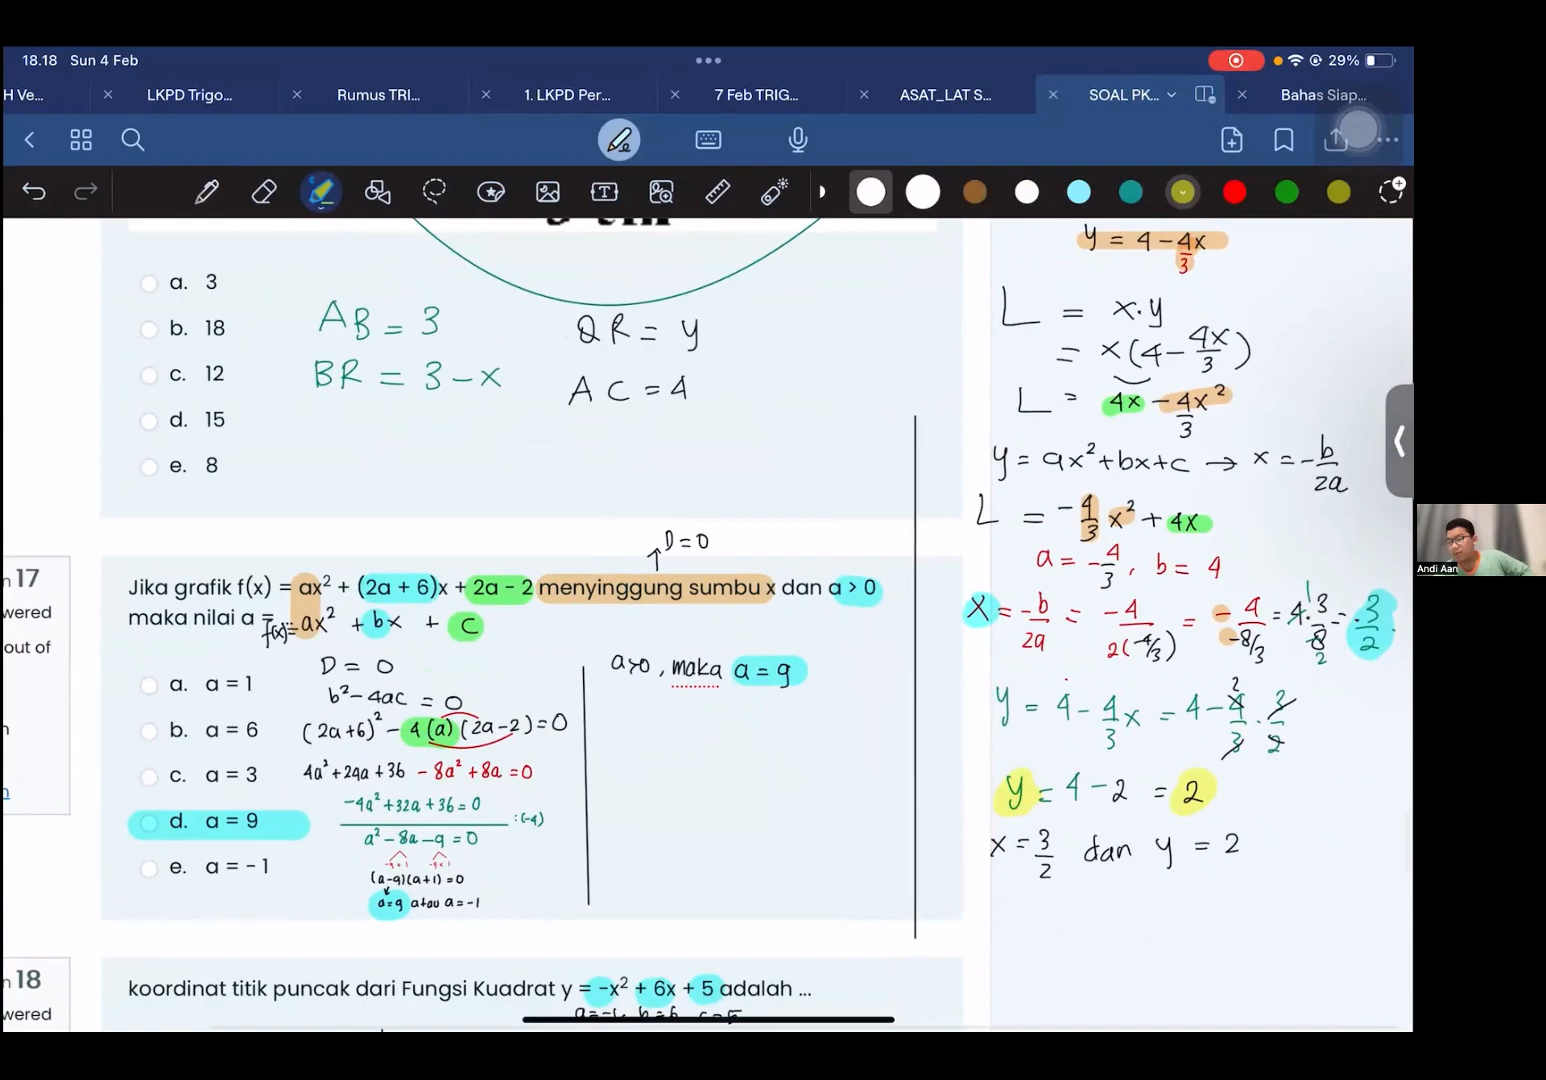 18.18 Sun 4 Feb
29%
H Ve...
LKPD Trigo...
Rumus TRI...
1. LKPD Per...
7 Feb TRIG...
ASAT_LAT S...
SOAL PK...
Bahas Siap...
a. 3
b. 18
c. 12
d. 15
e. 8
AB = 3
BR = 3 - x
QR = y
AC = 4
n 17
wered
out of
D = 0
Jika grafik f(x) = ax² + (2a + 6)x + 2a - 2 menyinggung sumbu x dan a > 0
maka nilai a =
f(x)= ax² + bx + c
a. a = 1
b. a = 6
c. a = 3
d. a = 9
e. a = - 1
D = 0
b² - 4ac = 0
(2a+6)² - 4(a)(2a-2) = 0
4a² + 24a + 36 - 8a² + 8a = 0
-4a² + 32a + 36 = 0
:(-4)
a² - 8a - 9 = 0
(a-9)(a+1) = 0
a = 9 atau a = -1
a>0, maka a = 9
n 18
wered
koordinat titik puncak dari Fungsi Kuadrat y = -x² + 6x + 5 adalah ...
y = 4 - 4x/3
L = x.y
= x(4 - 4x/3)
L = 4x - 4x²/3
y = ax² + bx + c → x = -b/2a
L = -4/3 x² + 4x
a = -4/3, b = 4
x = -b/2a = -4/2(-4/3) = -4/-8/3 = 4.3/8 = 3/2
y = 4 - 4/3 x = 4 - 4/3 . 3/2
y = 4 - 2 = 2
x = 3/2 dan y = 2
Andi Aan